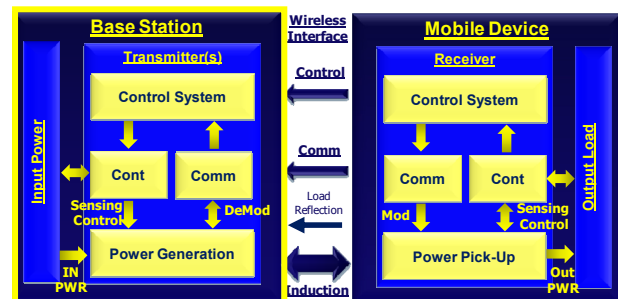 Base Station
Transmitter(s)
Control System
Cont
Comm
Sensing
Control
DeMod
Power Generation
Input Power
IN
PWR
Wireless
Interface
Control
Comm
Load
Reflection
Induction
Mobile Device
Receiver
Control System
Comm
Cont
Mod
Sensing
Control
Power Pick-Up
Output Load
Out
PWR